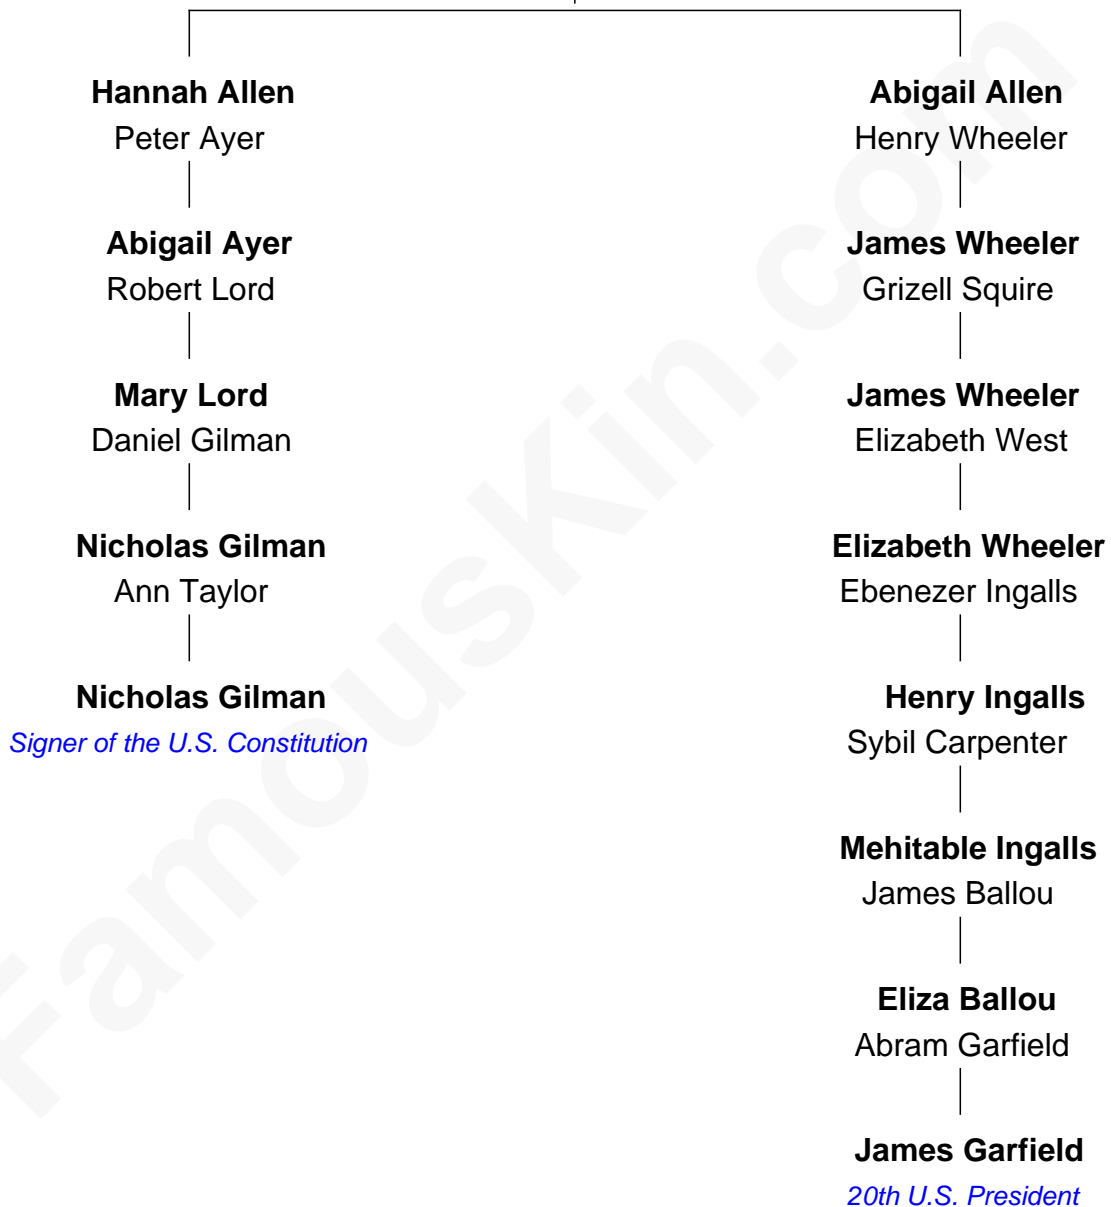 Hannah Allen
Peter Ayer
Abigail Ayer
Robert Lord
Mary Lord
Daniel Gilman
Nicholas Gilman
Ann Taylor
Nicholas Gilman
Signer of the U.S. Constitution
Abigail Allen
Henry Wheeler
James Wheeler
Grizell Squire
James Wheeler
Elizabeth West
Elizabeth Wheeler
Ebenezer Ingalls
Henry Ingalls
Sybil Carpenter
Mehitable Ingalls
James Ballou
Eliza Ballou
Abram Garfield
James Garfield
20th U.S. President
FamousKin.com